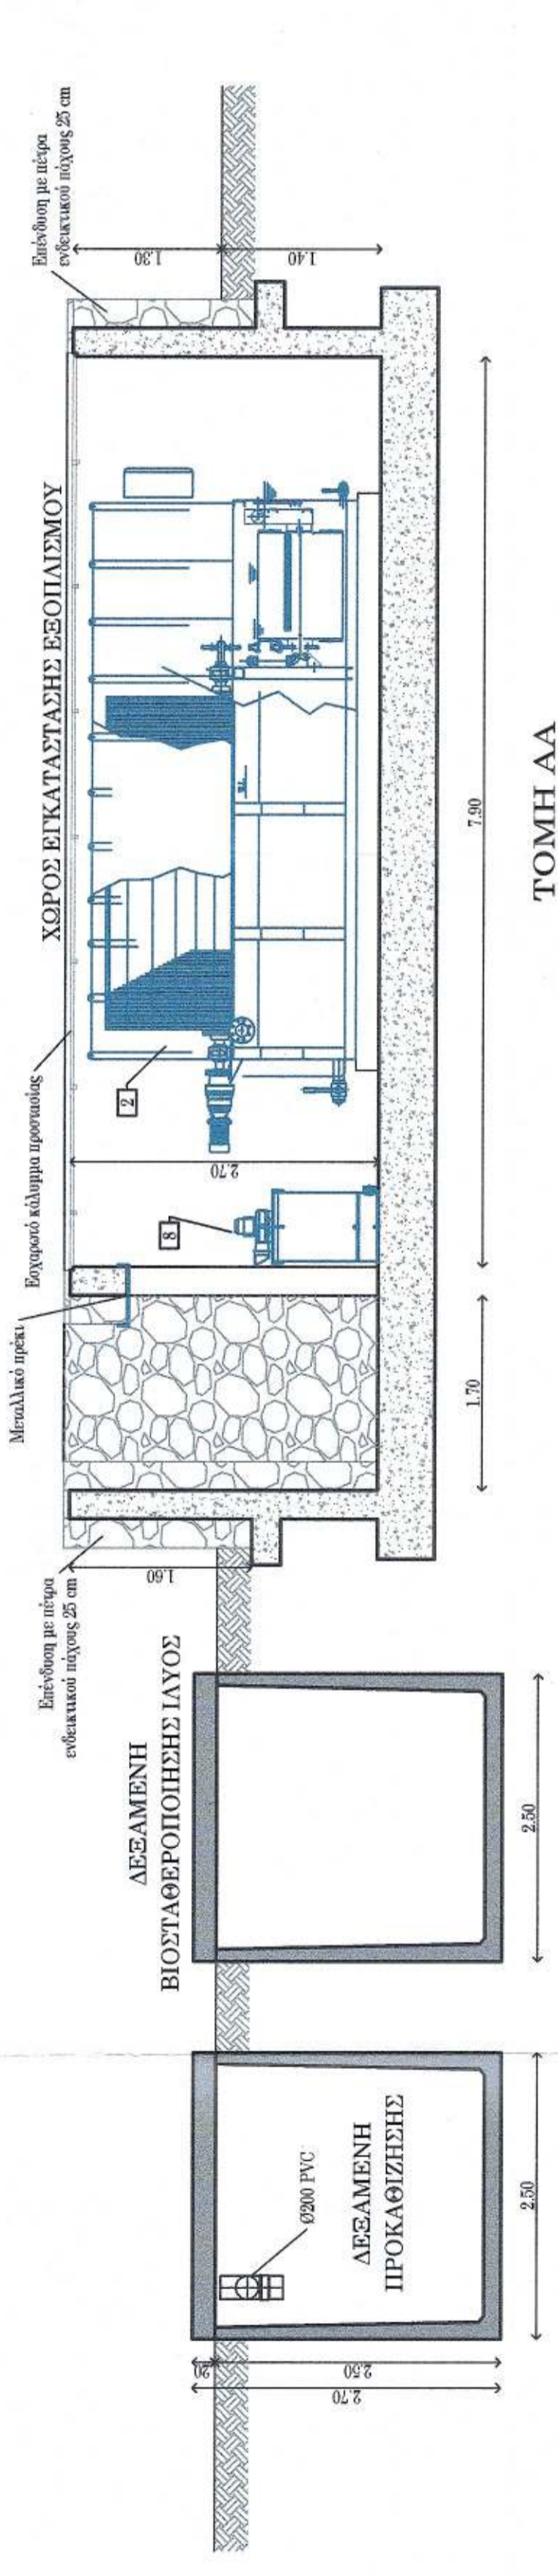 Επένδυση με πέτρα
ενδεικτικού πάχους 25 cm
1.30
1.40
ΧΩΡΟΣ ΕΓΚΑΤΑΣΤΑΣΗΣ ΕΞΟΠΛΙΣΜΟΥ
Εσχαρωτό κάλυμμα προστασίας
Μεταλλικό πρέκι
2
8
2.70
7.90
1.70
Επένδυση με πέτρα
ενδεικτικού πάχους 25 cm
1.60
ΔΕΞΑΜΕΝΗ
ΒΙΟΣΤΑΘΕΡΟΠΟΙΗΣΗΣ ΙΛΥΟΣ
2.50
Ø200 PVC
ΔΕΞΑΜΕΝΗ
ΠΡΟΚΑΘΙΖΗΣΗΣ
2.50
20
2.50
2.70
ΤΟΜΗ ΑΑ